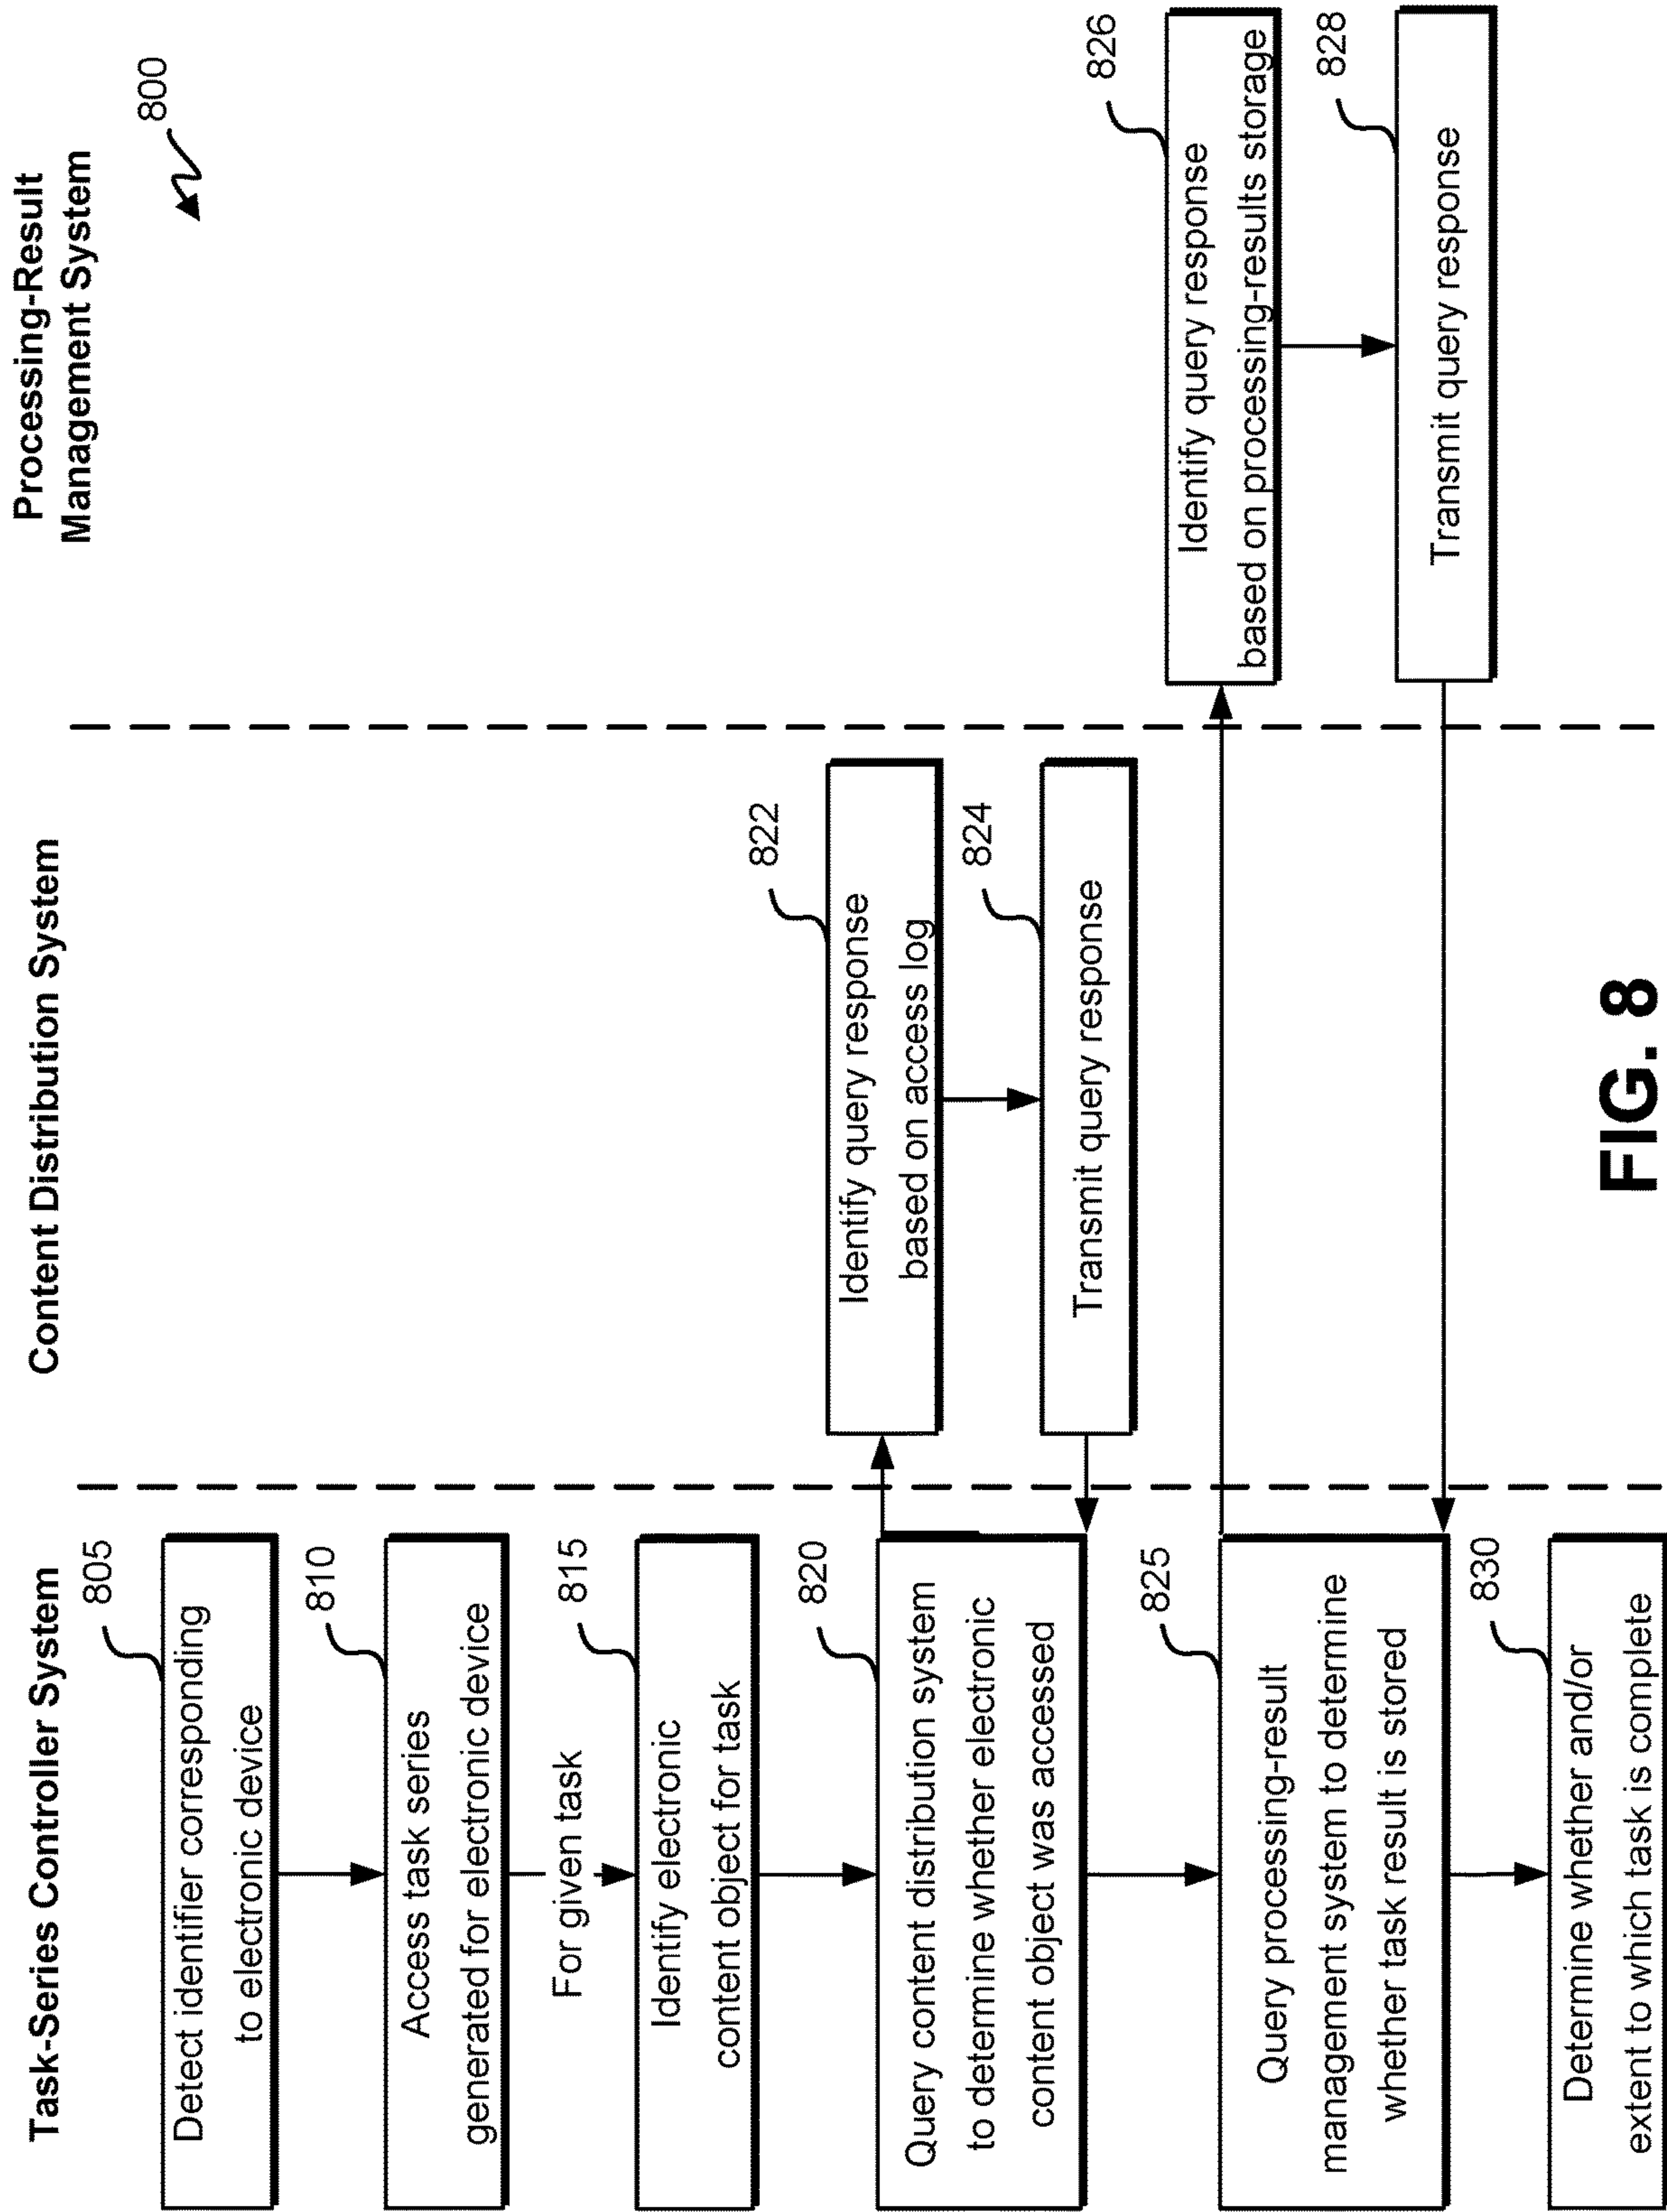 Task-Series Controller System
Content Distribution System
Processing-Result
Management System
800
805
Detect identifier corresponding
to electronic device
810
Access task series
generated for electronic device
For given task
815
Identify electronic
content object for task
820
Query content distribution system
to determine whether electronic
content object was accessed
822
Identify query response
based on access log
824
Transmit query response
825
Query processing-result
management system to determine
whether task result is stored
826
Identify query response
based on processing-results storage
828
Transmit query response
830
Determine whether and/or
extent to which task is complete
FIG. 8